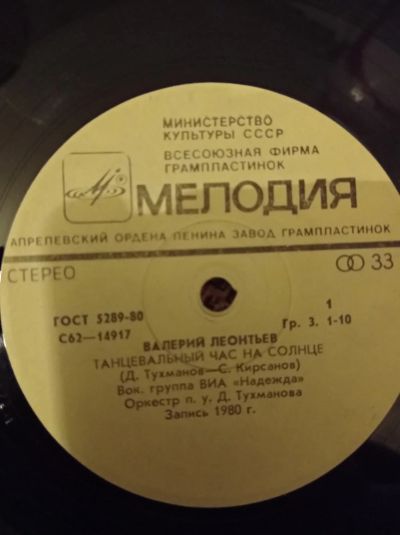 МИНИСТЕРСТВО
КУЛЬТУРЫ СССР
ВСЕСОЮЗНАЯ ФИРМА
ГРАМПЛАСТИНОК
МЕЛОДИЯ
АПРЕЛЕВСКИЙ ОРДЕНА ЛЕНИНА ЗАВОД ГРАМПЛАСТИНОК
СТЕРЕО 33
ГОСТ 5289-80 1
С62—14917 Гр. 3. 1-10
ВАЛЕРИЙ ЛЕОНТЬЕВ
ТАНЦЕВАЛЬНЫЙ ЧАС НА СОЛНЦЕ
(Д. Тухманов—С. Кирсанов)
Вок. группа ВИА «Надежда»
Оркестр п. у. Д. Тухманова
Запись 1980 г.